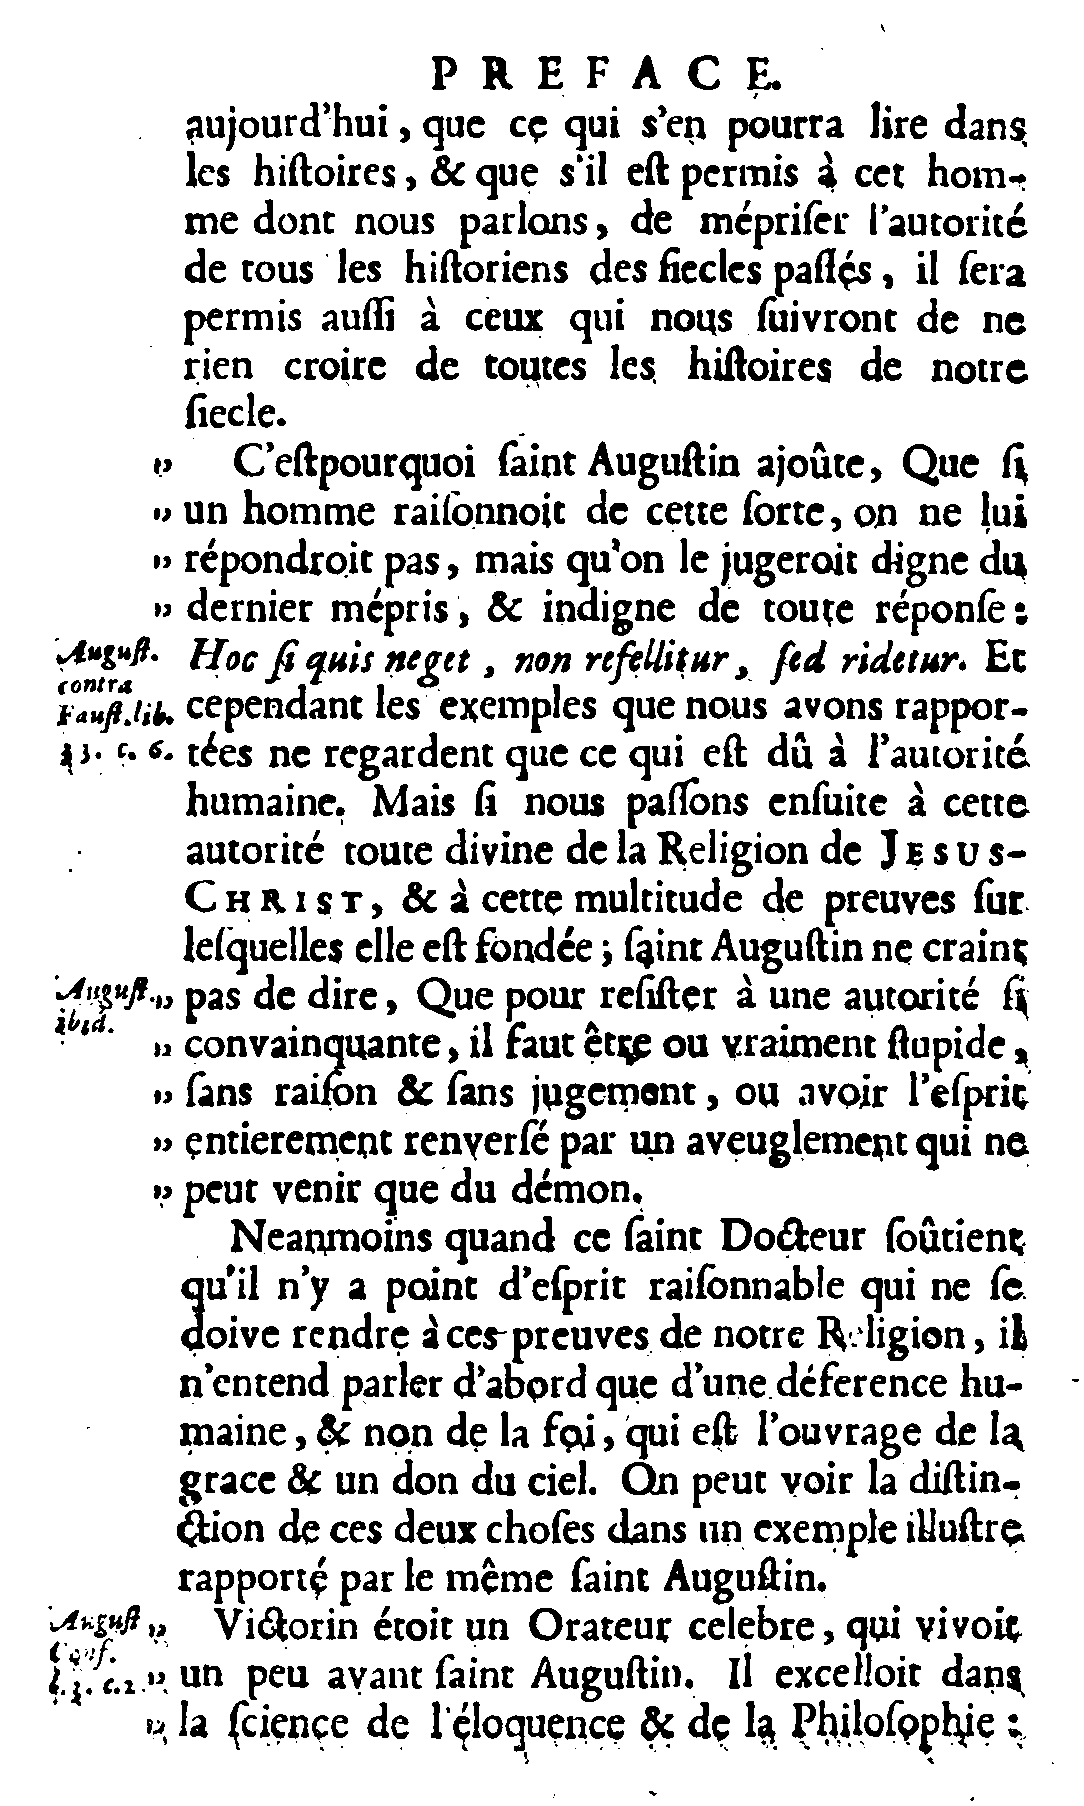 PREFACE.
aujourd'hui, que ce qui s'en pourra lire dans
les hiſtoires, & que s'il eſt permis à cet hom-
me dont nous parlons, de mépriſer l'autorité
de tous les hiſtoriens des ſiecles paſſés, il ſera
permis auſſi à ceux qui nous ſuivront de ne
rien croire de toutes les hiſtoires de notre
ſiecle.
„ C'eſtpourquoi ſaint Auguſtin ajoûte, Que ſi
„ un homme raiſonnoit de cette ſorte, on ne lui
„ répondroit pas, mais qu'on le jugeroit digne du
„ dernier mépris, & indigne de toute réponſe:
Auguſt. Hoc ſi quis neget, non refellitur, ſed ridetur. Et
contra
Fauſt. lib. cependant les exemples que nous avons rappor-
33. c. 6. tées ne regardent que ce qui eſt dû à l'autorité
humaine. Mais ſi nous paſſons enſuite à cette
autorité toute divine de la Religion de JESUS-
CHRIST, & à cette multitude de preuves ſur
leſquelles elle eſt fondée; ſaint Auguſtin ne craint
Auguſt. „ pas de dire, Que pour reſiſter à une autorité ſi
ibid.
„ convainquante, il faut être ou vraiment ſtupide,
„ ſans raiſon & ſans jugement, ou avoir l'eſprit
„ entierement renverſé par un aveuglement qui ne
„ peut venir que du démon.
Neanmoins quand ce ſaint Docteur ſoûtient
qu'il n'y a point d'eſprit raiſonnable qui ne ſe
doive rendre à ces preuves de notre Religion, il
n'entend parler d'abord que d'une déference hu-
maine, & non de la foi, qui eſt l'ouvrage de la
grace & un don du ciel. On peut voir la diſtin-
ction de ces deux choſes dans un exemple illuſtre
rapporté par le même ſaint Auguſtin.
Auguſt „ Victorin étoit un Orateur celebre, qui vivoit
Conf.
l. 3. c. 2. „ un peu avant ſaint Auguſtin. Il excelloit dans
„ la ſcience de l'éloquence & de la Philoſophie: